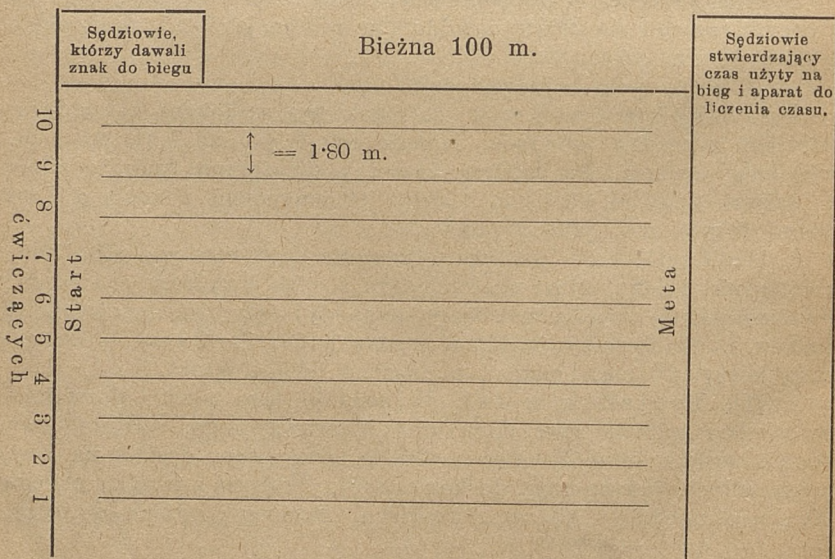 Sędziowie,
którzy dawali
znak do biegu
Bieżna 100 m.
Sędziowie
stwierdzający
czas użyty na
bieg i aparat do
liczenia czasu.
= 1·80 m.
10
9
8
7
6
5
4
3
2
1
ćwiczących
Start
Meta